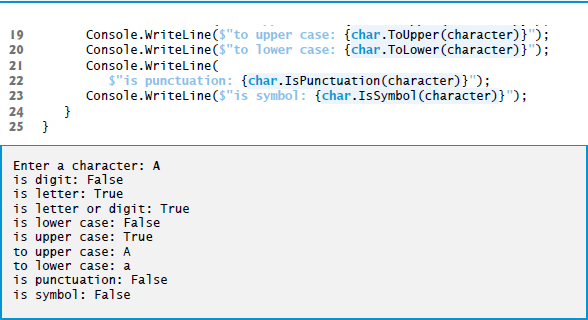 19 Console.WriteLine($"to upper case: {char.ToUpper(character)}");
20 Console.WriteLine($"to lower case: {char.ToLower(character)}");
21 Console.WriteLine(
22 $"is punctuation: {char.IsPunctuation(character)}");
23 Console.WriteLine($"is symbol: {char.IsSymbol(character)}");
24 }
25 }
Enter a character: A
is digit: False
is letter: True
is letter or digit: True
is lower case: False
is upper case: True
to upper case: A
to lower case: a
is punctuation: False
is symbol: False